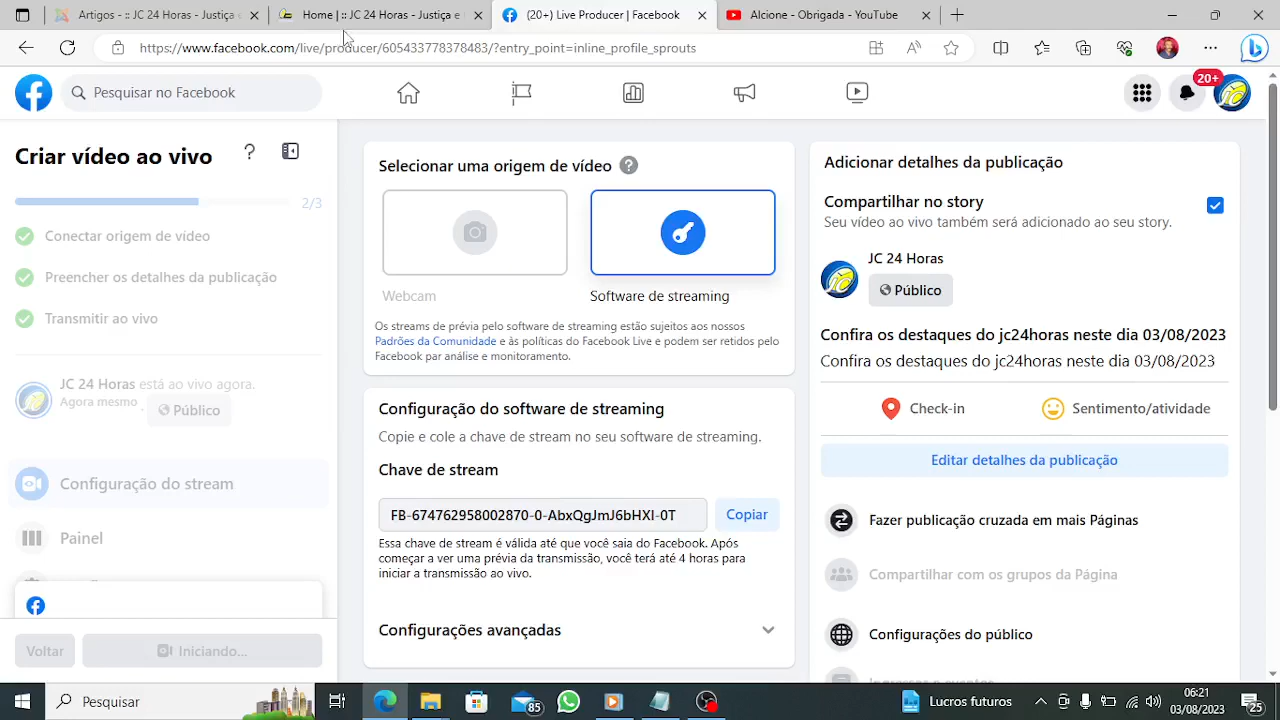 Artigos - :: JC 24 Horas - Justiça e
Home | :: JC 24 Horas - Justiça e
(20+) Live Producer | Facebook
Alcione - Obrigada - YouTube
https://www.facebook.com/live/producer/605433778378483/?entry_point=inline_profile_sprouts
Pesquisar no Facebook
20+
Criar vídeo ao vivo
2/3
Conectar origem de vídeo
Preencher os detalhes da publicação
Transmitir ao vivo
JC 24 Horas está ao vivo agora.
Agora mesmo · Público
Configuração do stream
Painel
Voltar
Iniciando...
Selecionar uma origem de vídeo
Webcam
Software de streaming
Os streams de prévia pelo software de streaming estão sujeitos aos nossos
Padrões da Comunidade e às políticas do Facebook Live e podem ser retidos pelo
Facebook par análise e monitoramento.
Configuração do software de streaming
Copie e cole a chave de stream no seu software de streaming.
Chave de stream
FB-674762958002870-0-AbxQgJmJ6bHXI-0T
Copiar
Essa chave de stream é válida até que você saia do Facebook. Após
começar a ver uma prévia da transmissão, você terá até 4 horas para
iniciar a transmissão ao vivo.
Configurações avançadas
Adicionar detalhes da publicação
Compartilhar no story
Seu vídeo ao vivo também será adicionado ao seu story.
JC 24 Horas
Público
Confira os destaques do jc24horas neste dia 03/08/2023
Confira os destaques do jc24horas neste dia 03/08/2023
Check-in
Sentimento/atividade
Editar detalhes da publicação
Fazer publicação cruzada em mais Páginas
Compartilhar com os grupos da Página
Configurações do público
Pesquisar
85
Lucros futuros
06:21
03/08/2023
25